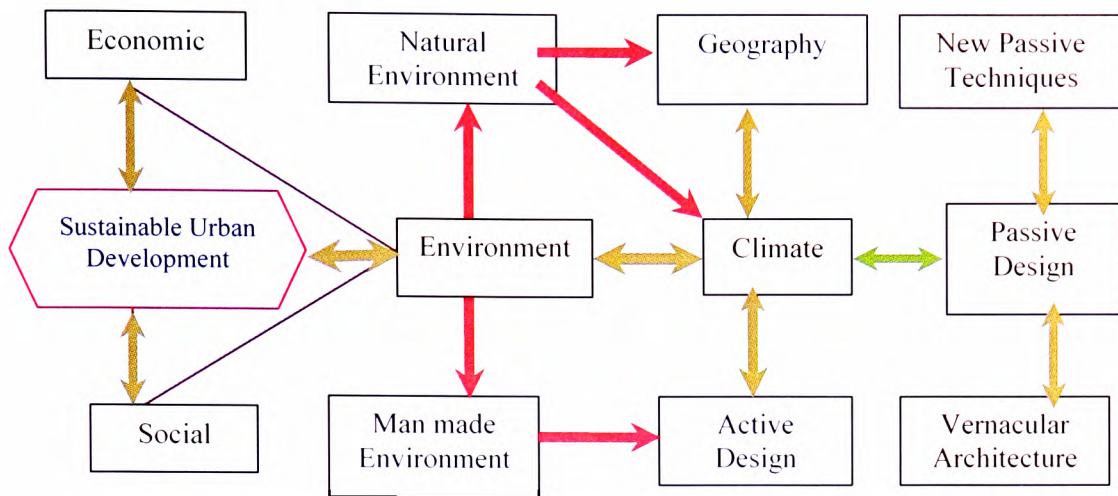 Economic
Natural
Environment
Geography
New Passive
Techniques
Sustainable Urban
Development
Environment
Climate
Passive
Design
Social
Man made
Environment
Active
Design
Vernacular
Architecture